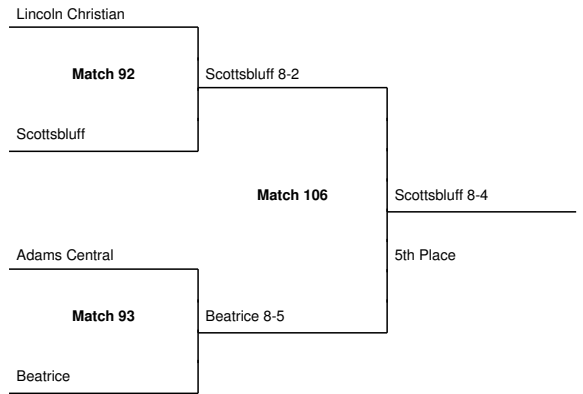 Lincoln Christian
Match 92
Scottsbluff 8-2
Scottsbluff
Match 106
Scottsbluff 8-4
Adams Central
5th Place
Match 93
Beatrice 8-5
Beatrice